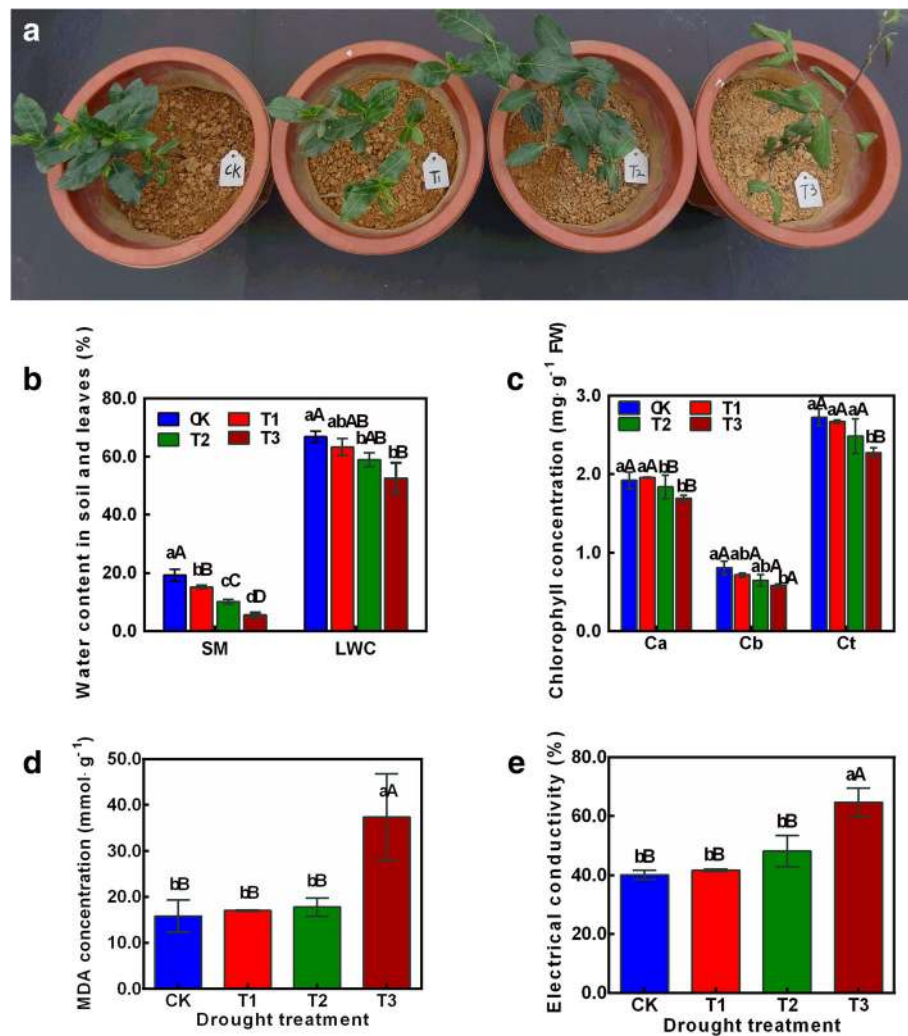 a
CK
T1
T2
T3
b
Water content in soil and leaves (%)
80.0
60.0
40.0
20.0
0.0
CK T1
T2 T3
aA bB cC dD
aA abAB bAB bB
SM LWC
c
Chlorophyll concentration (mg· g⁻¹ FW)
3.0
2.0
1.0
0.0
CK T1
T2 T3
aA aA bB bB
aA abA abA bA
aA aA aA bB
Ca Cb Ct
d
MDA concentration (mmol· g⁻¹)
50.0
40.0
30.0
20.0
10.0
0.0
bB bB bB aA
CK T1 T2 T3
Drought treatment
e
Electrical conductivity (%)
80.0
60.0
40.0
20.0
0.0
bB bB bB aA
CK T1 T2 T3
Drought treatment